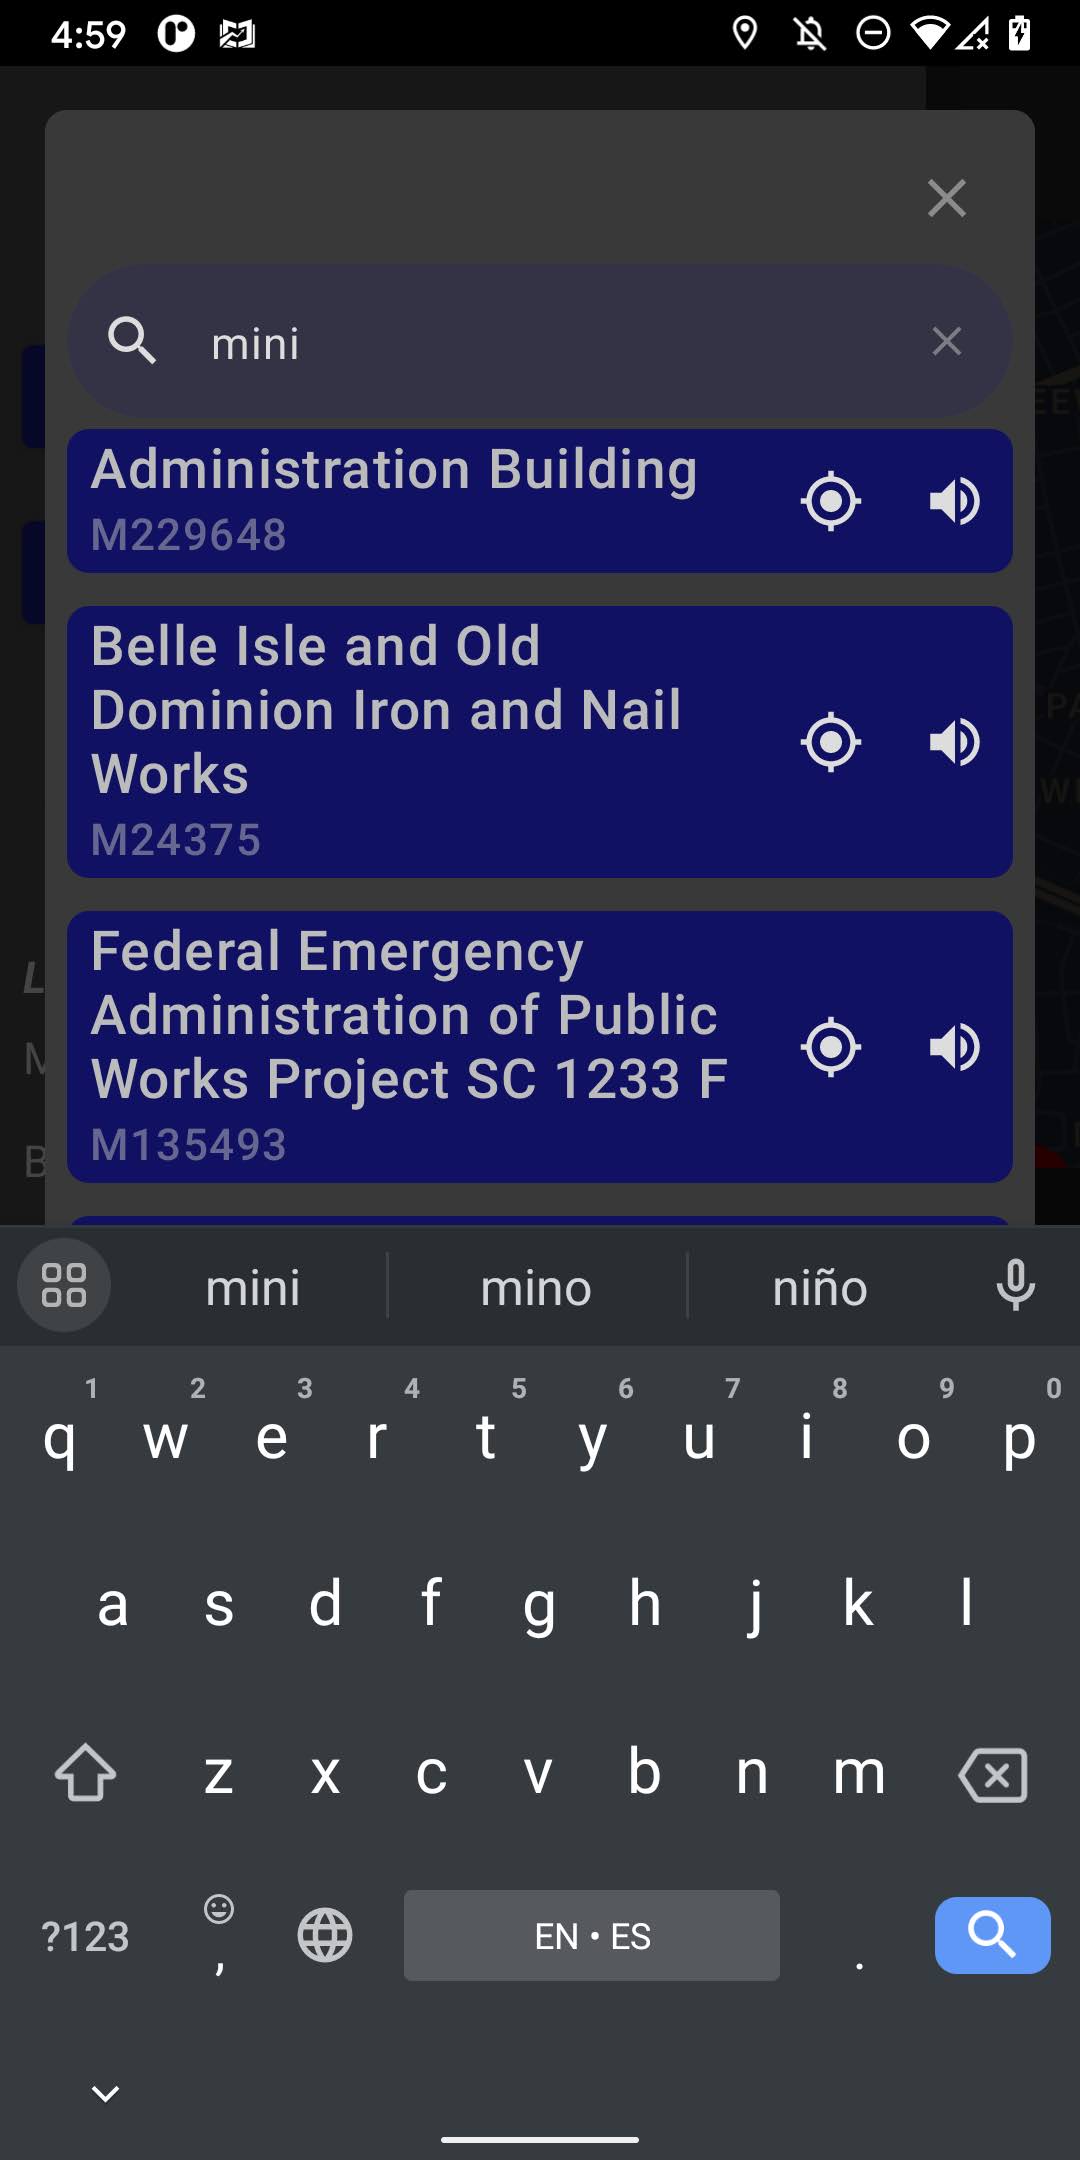 4:59
mini
Administration Building
M229648
Belle Isle and Old
Dominion Iron and Nail
Works
M24375
Federal Emergency
Administration of Public
Works Project SC 1233 F
M135493
mini mino niño
1 2 3 4 5 6 7 8 9 0
q w e r t y u i o p
a s d f g h j k l
z x c v b n m
?123 , EN • ES .